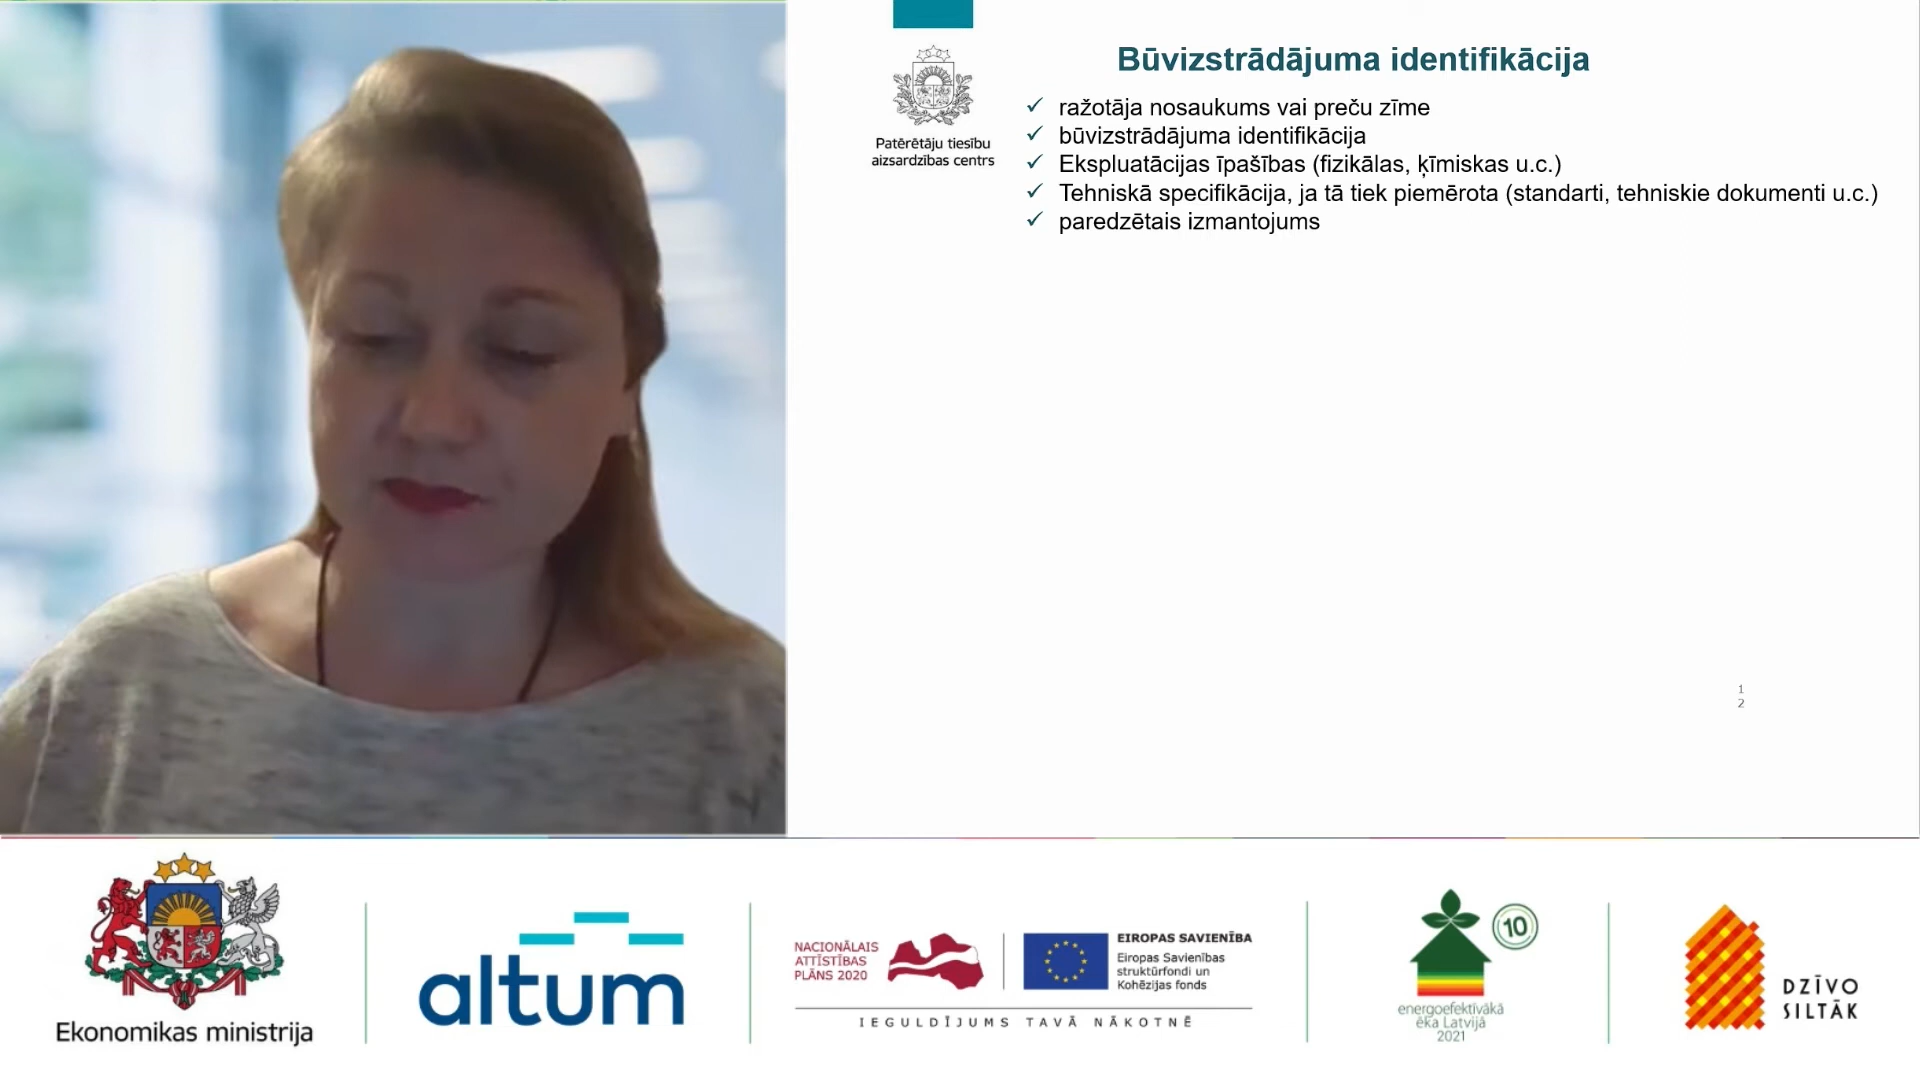 Būvizstrādājuma identifikācija
Patērētāju tiesību
aizsardzības centrs
✓ ražotāja nosaukums vai preču zīme
✓ būvizstrādājuma identifikācija
✓ Ekspluatācijas īpašības (fizikālas, ķīmiskas u.c.)
✓ Tehniskā specifikācija, ja tā tiek piemērota (standarti, tehniskie dokumenti u.c.)
✓ paredzētais izmantojums
1
2
Ekonomikas ministrija
altum
NACIONĀLAIS
ATTĪSTĪBAS
PLĀNS 2020
EIROPAS SAVIENĪBA
Eiropas Savienības
struktūrfondi un
Kohēzijas fonds
IEGULDĪJUMS TAVĀ NĀKOTNĒ
10
energoefektīvākā
ēka Latvijā
2021
DZĪVO
SILTĀK